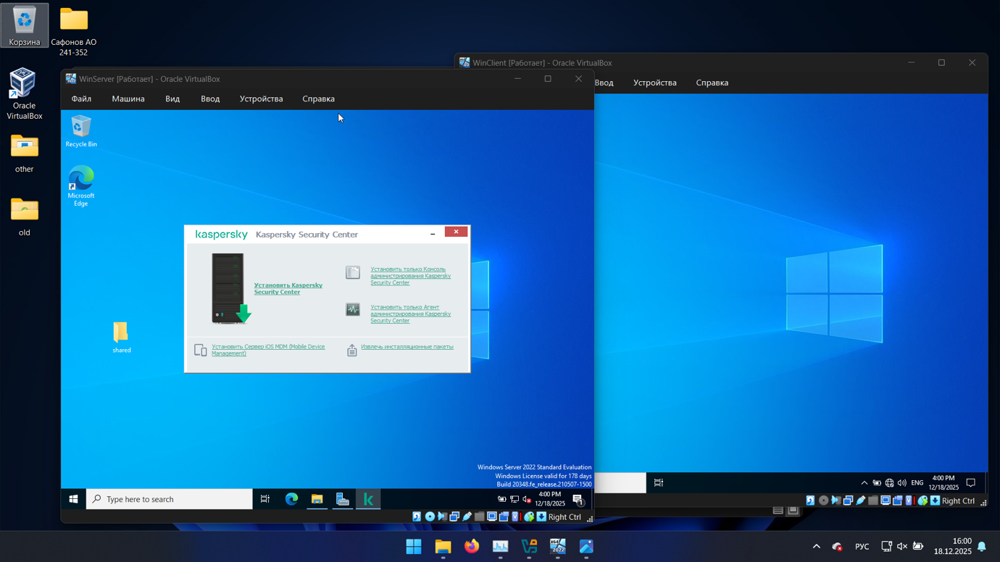 Корзина
Сафонов АО
241-352
Oracle
VirtualBox
other
old
WinClient [Работает] - Oracle VirtualBox
Ввод
Устройства
Справка
WinServer [Работает] - Oracle VirtualBox
Файл
Машина
Вид
Ввод
Устройства
Справка
Recycle Bin
Microsoft
Edge
shared
kaspersky
Kaspersky Security Center
Установить Kaspersky
Security Center
Установить только Консоль
администрирования Kaspersky
Security Center
Установить только Агент
администрирования Kaspersky
Security Center
Установить Сервер iOS MDM (Mobile Device
Management)
Извлечь инсталляционные пакеты
Windows Server 2022 Standard Evaluation
Windows License valid for 178 days
Build 20348.fe_release.210507-1500
Type here to search
4:00 PM
12/18/2025
1
Right Ctrl
ENG
4:00 PM
12/18/2025
Right Ctrl
X64
2022
РУС
16:00
18.12.2025